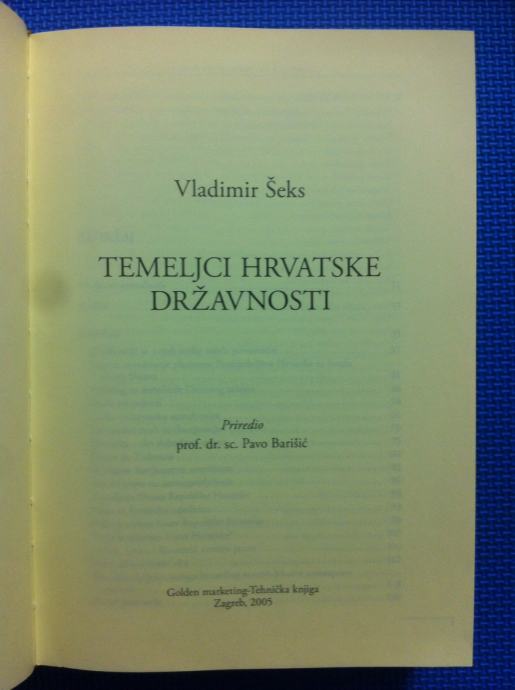 Vladimir Šeks
TEMELJCI HRVATSKE
DRŽAVNOSTI
Priredio
prof. dr. sc. Pavo Barišić
Golden marketing-Tehnička knjiga
Zagreb, 2005